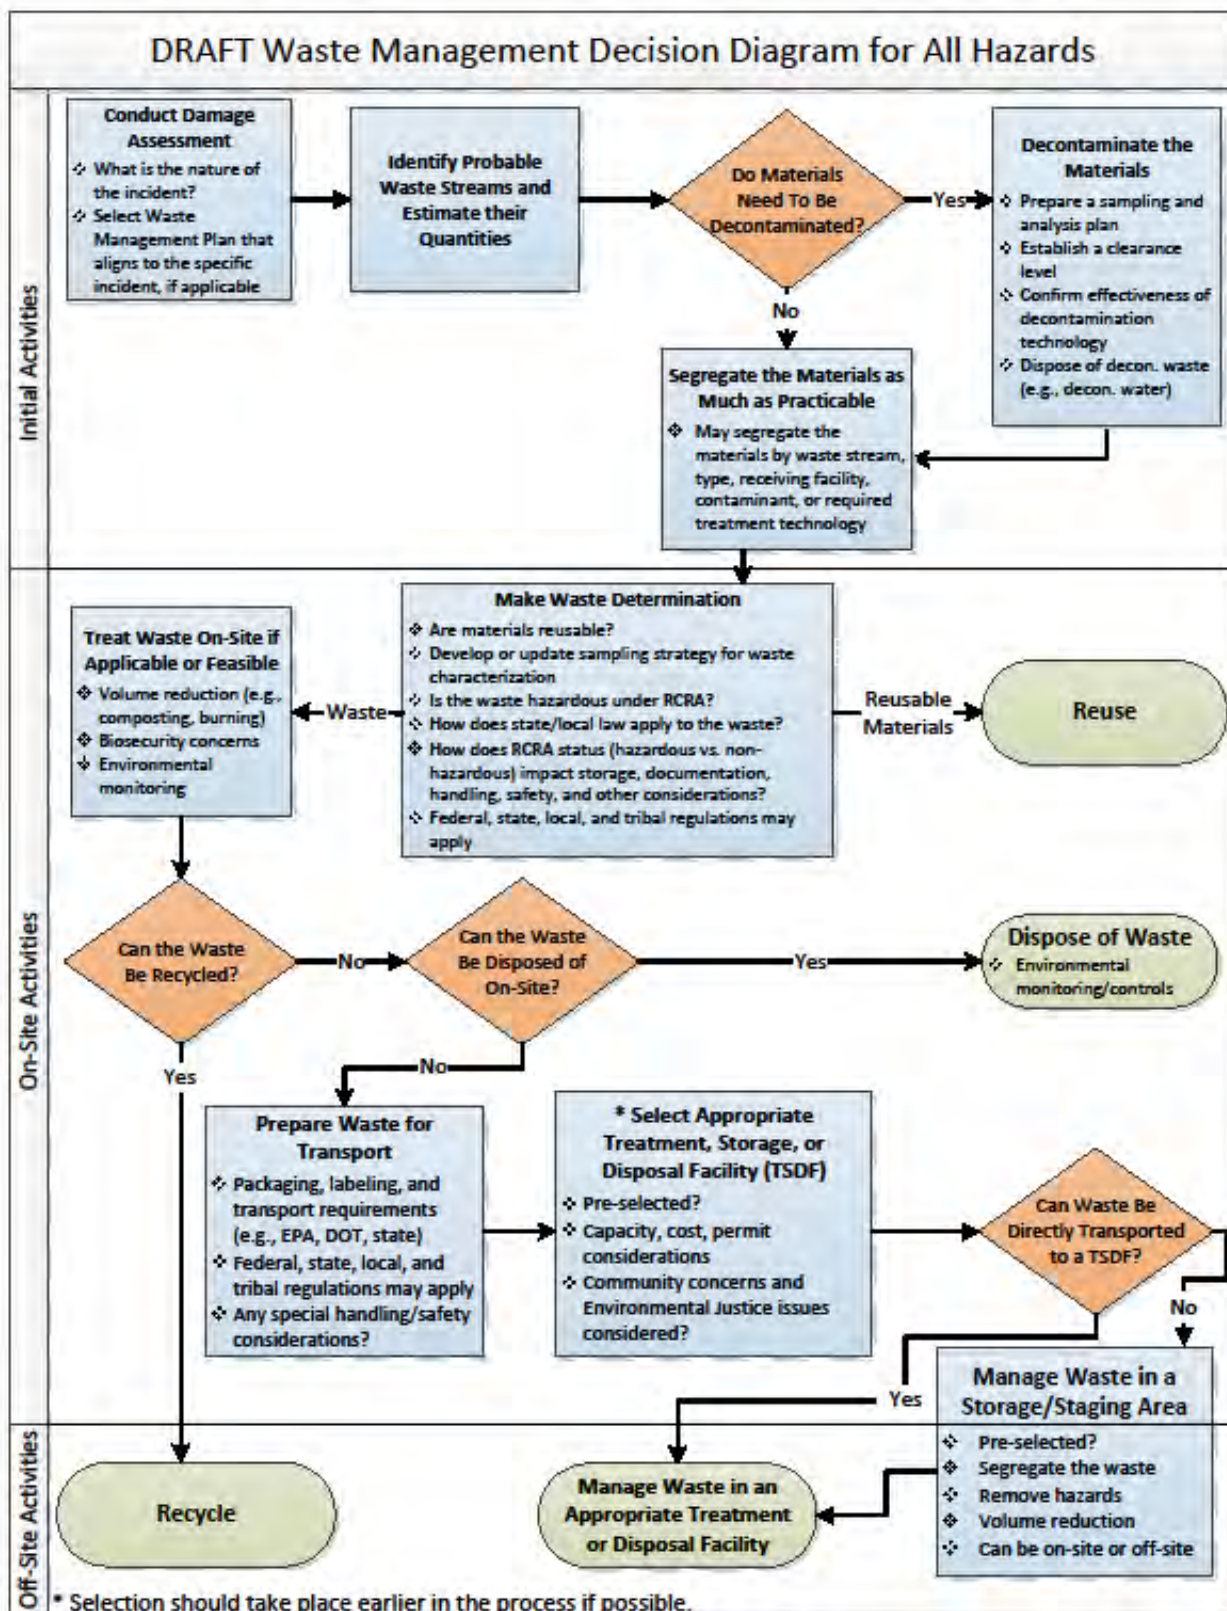 DRAFT Waste Management Decision Diagram for All Hazards
Initial Activities
Conduct Damage
Assessment
What is the nature of
the incident?
Select Waste
Management Plan that
aligns to the specific
incident, if applicable
Identify Probable
Waste Streams and
Estimate their
Quantities
Do Materials
Need To Be
Decontaminated?
Yes
No
Decontaminate the
Materials
Prepare a sampling and
analysis plan
Establish a clearance
level
Confirm effectiveness of
decontamination
technology
Dispose of decon. waste
(e.g., decon. water)
Segregate the Materials as
Much as Practicable
May segregate the
materials by waste stream,
type, receiving facility,
contaminant, or required
treatment technology
On-Site Activities
Make Waste Determination
Are materials reusable?
Develop or update sampling strategy for waste
characterization
Is the waste hazardous under RCRA?
How does state/local law apply to the waste?
How does RCRA status (hazardous vs. non-
hazardous) impact storage, documentation,
handling, safety, and other considerations?
Federal, state, local, and tribal regulations may
apply
Reusable
Materials
Reuse
Waste
Treat Waste On-Site if
Applicable or Feasible
Volume reduction (e.g.,
composting, burning)
Biosecurity concerns
Environmental
monitoring
Can the Waste
Be Recycled?
No
Can the Waste
Be Disposed of
On-Site?
Yes
Dispose of Waste
Environmental
monitoring/controls
Yes
No
Prepare Waste for
Transport
Packaging, labeling, and
transport requirements
(e.g., EPA, DOT, state)
Federal, state, local, and
tribal regulations may apply
Any special handling/safety
considerations?
* Select Appropriate
Treatment, Storage, or
Disposal Facility (TSDF)
Pre-selected?
Capacity, cost, permit
considerations
Community concerns and
Environmental Justice issues
considered?
Can Waste Be
Directly Transported
to a TSDF?
No
Yes
Manage Waste in a
Storage/Staging Area
Pre-selected?
Segregate the waste
Remove hazards
Volume reduction
Can be on-site or off-site
Off-Site Activities
Recycle
Manage Waste in an
Appropriate Treatment
or Disposal Facility
* Selection should take place earlier in the process if possible.